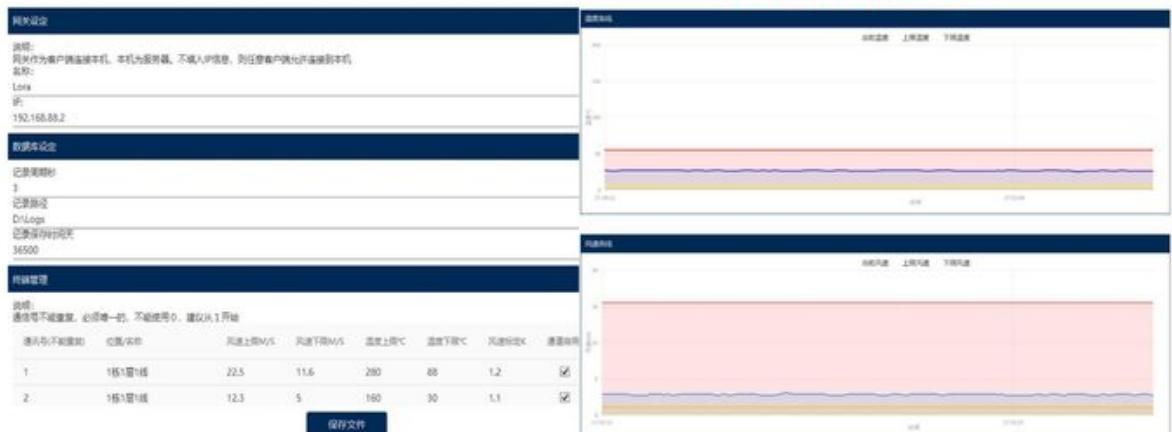 网关设定
说明:
网关作为客户端连接本机，本机为服务器。不填入IP信息，则任意客户端允许连接到本机
名称:
Lora
IP:
192.168.88.2
数据库设定
记录周期秒
3
记录路径
D:\Logs
记录保存时间天
36500
终端管理
说明:
通信号不能重复，必须唯一的，不能使用0，建议从1开始
通讯号(不能重复) 位置/名称 风速上限M/S 风速下限M/S 温度上限℃ 温度下限℃ 风速标定K 通道启用
1 1栋1层1线 22.5 11.6 280 88 1.2
2 1栋1层1线 12.3 5 160 30 1.1
保存文件
温度曲线
当前温度 上限温度 下限温度
风速曲线
当前风速 上限风速 下限风速